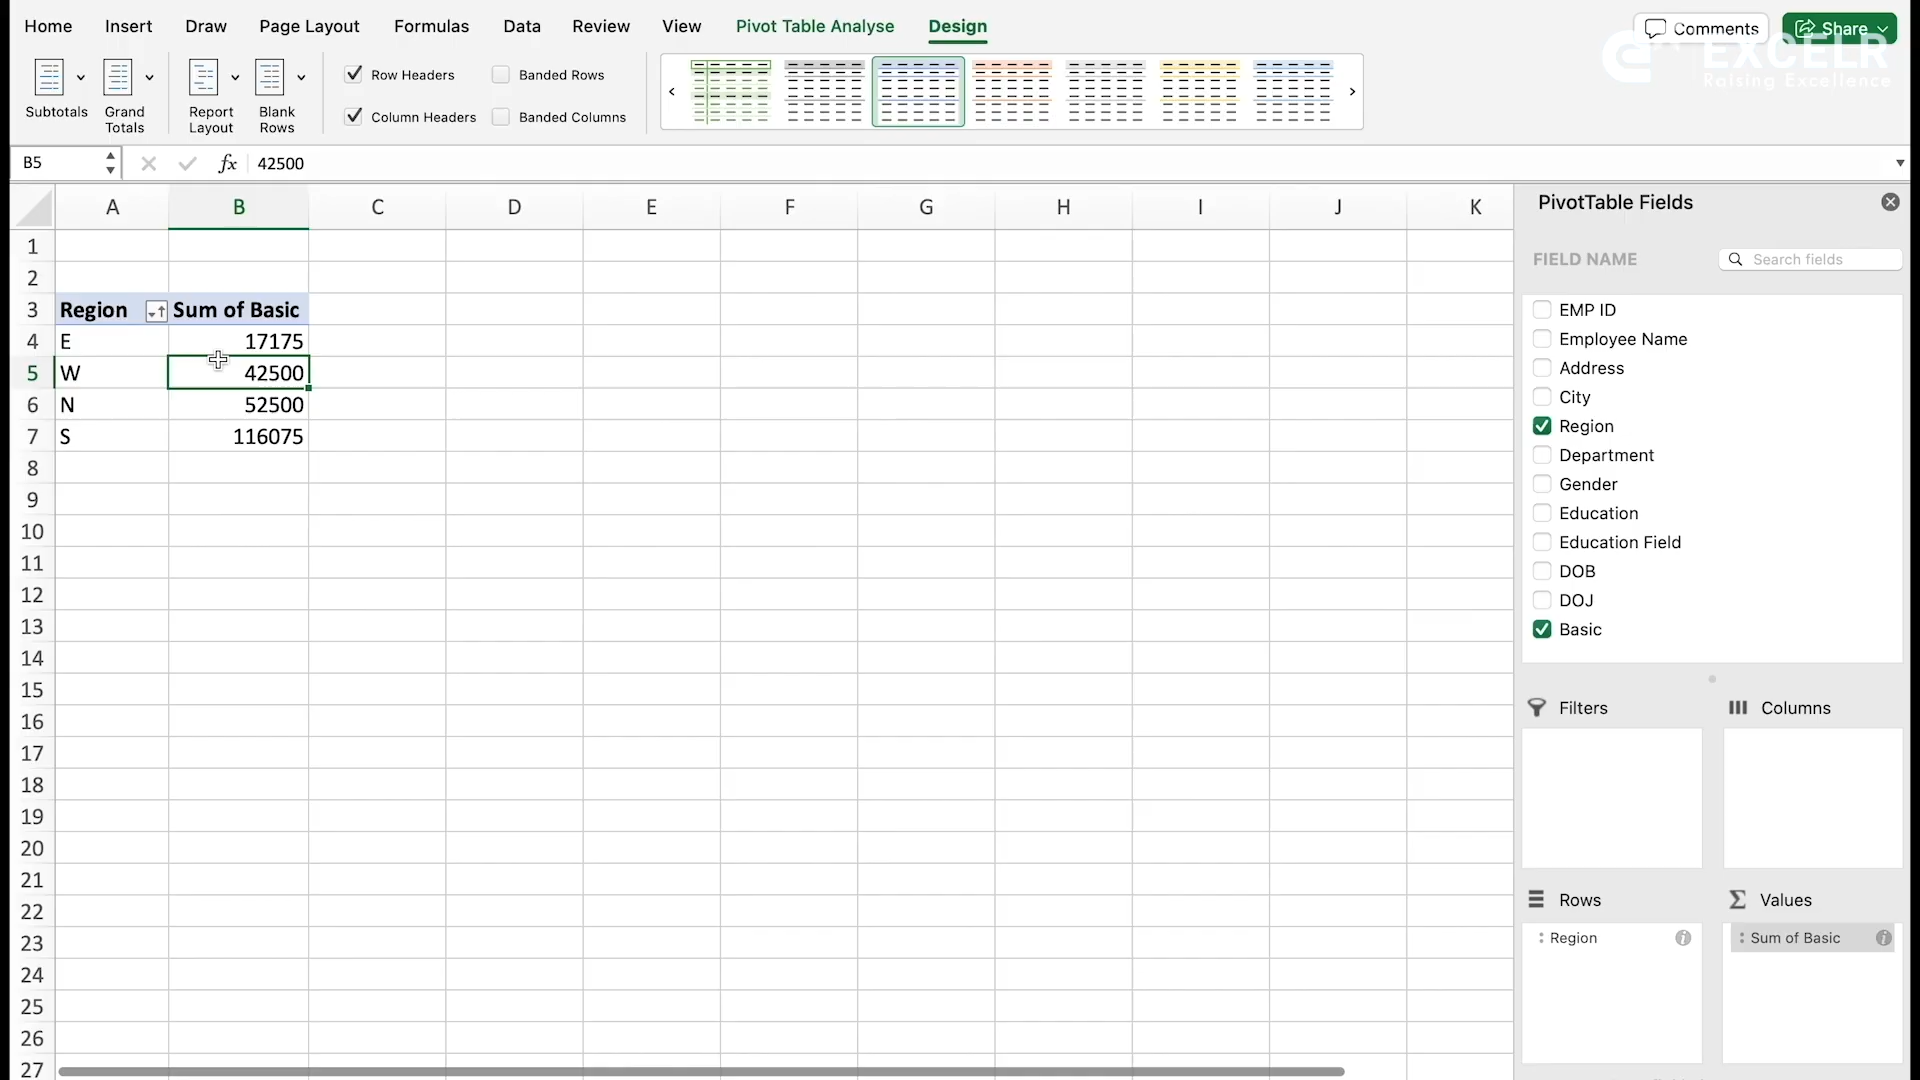 Home Insert Draw Page Layout Formulas Data Review View Pivot Table Analyse Design
Comments Share
EXCELR
Raising Excellence
Subtotals Grand Totals Report Layout Blank Rows
Row Headers Banded Rows
Column Headers Banded Columns
B5 fx 42500
A B C D E F G H I J K
1
2
3 Region Sum of Basic
4 E 17175
5 W 42500
6 N 52500
7 S 116075
8
9
10
11
12
13
14
15
16
17
18
19
20
21
22
23
24
25
26
27
PivotTable Fields
FIELD NAME Search fields
EMP ID
Employee Name
Address
City
Region
Department
Gender
Education
Education Field
DOB
DOJ
Basic
Filters Columns
Rows Values
Region Sum of Basic